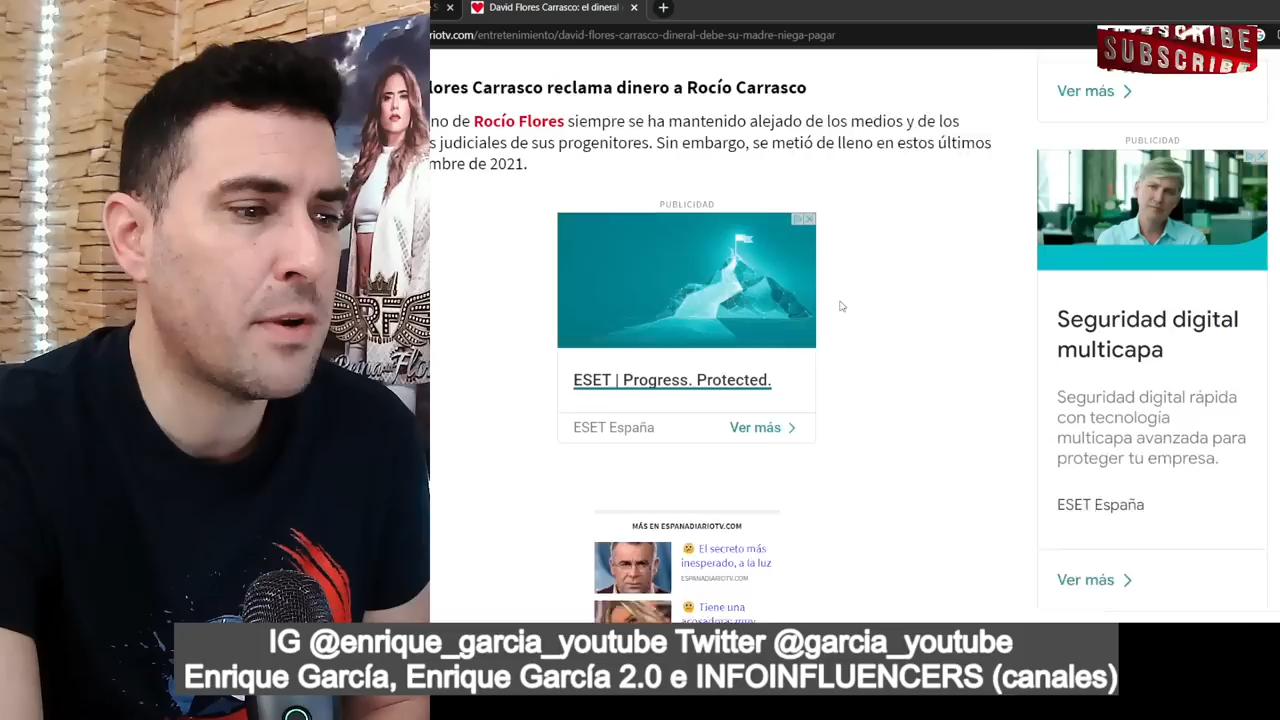 David Flores Carrasco: el dineral
riotv.com/entretenimiento/david-flores-carrasco-dineral-debe-su-madre-niega-pagar
SUBSCRIBE
SUBSCRIBE
lores Carrasco reclama dinero a Rocío Carrasco
no de Rocío Flores siempre se ha mantenido alejado de los medios y de los
s judiciales de sus progenitores. Sin embargo, se metió de lleno en estos últimos
mbre de 2021.
PUBLICIDAD
ESET | Progress. Protected.
ESET España
Ver más
MÁS EN ESPANADIARIOTV.COM
El secreto más
inesperado, a la luz
ESPANADIARIOTV.COM
Tiene una
Ver más
PUBLICIDAD
Seguridad digital
multicapa
Seguridad digital rápida
con tecnología
multicapa avanzada para
proteger tu empresa.
ESET España
Ver más
RF
IG @enrique_garcia_youtube Twitter @garcia_youtube
Enrique García, Enrique García 2.0 e INFOINFLUENCERS (canales)